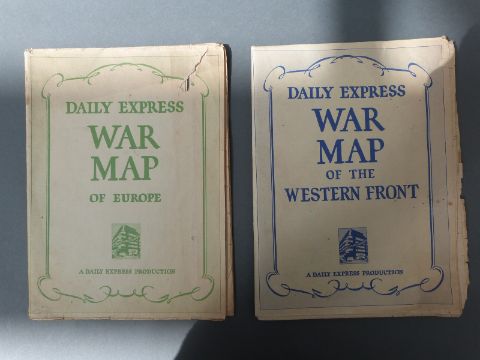 DAILY EXPRESS
WAR
MAP
OF EUROPE
A DAILY EXPRESS PRODUCTION
DAILY EXPRESS
WAR
MAP
OF THE
WESTERN FRONT
A DAILY EXPRESS PRODUCTION